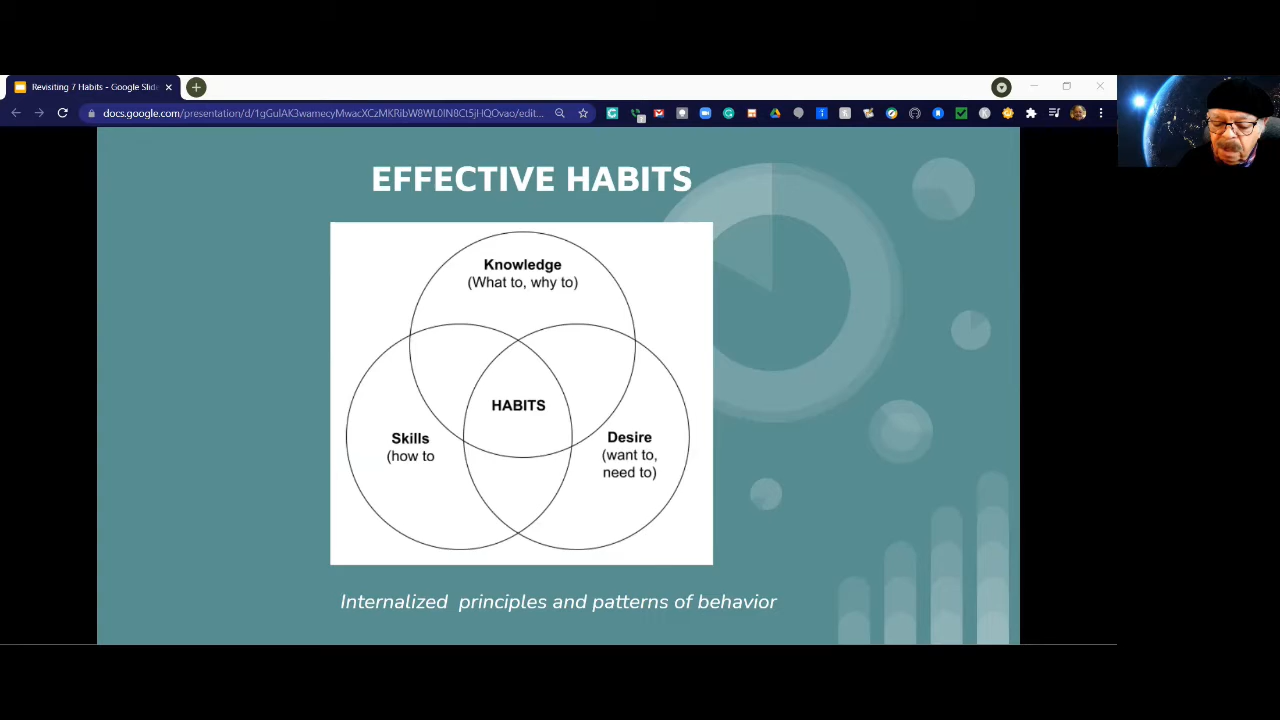 Revisiting 7 Habits - Google Slid
docs.google.com/presentation/d/1gGulAK3wamecyMwacXCzMKRibW8WL0IN8Ct5jHQOvao/edit...
EFFECTIVE HABITS
Knowledge
(What to, why to)
HABITS
Skills
(how to
Desire
(want to,
need to)
Internalized principles and patterns of behavior